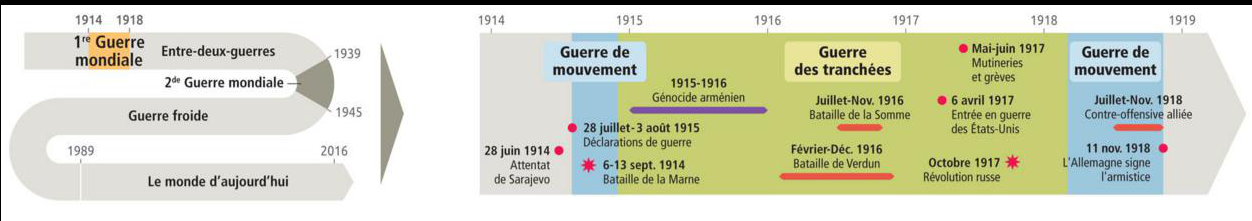 1914 1918
1re Guerre
mondiale
Entre-deux-guerres
1939
2de Guerre mondiale
1945
Guerre froide
1989
2016
Le monde d'aujourd'hui
1914 1915 1916 1917 1918 1919
Guerre de
mouvement
Guerre
des tranchées
Guerre de
mouvement
Mai-juin 1917
Mutineries
et grèves
1915-1916
Génocide arménien
Juillet-Nov. 1916
Bataille de la Somme
6 avril 1917
Entrée en guerre
des États-Unis
Juillet-Nov. 1918
Contre-offensive alliée
28 juillet-3 août 1915
Déclarations de guerre
28 juin 1914
Attentat
de Sarajevo
6-13 sept. 1914
Bataille de la Marne
Février-Déc. 1916
Bataille de Verdun
Octobre 1917
Révolution russe
11 nov. 1918
L'Allemagne signe
l'armistice